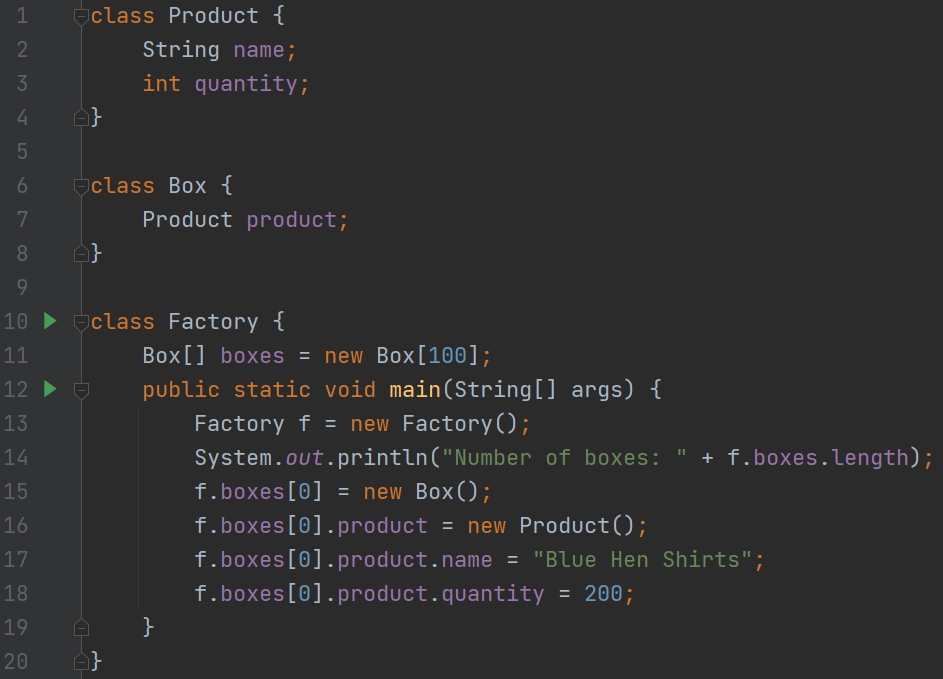 1 class Product {
2     String name;
3     int quantity;
4 }
5
6 class Box {
7     Product product;
8 }
9
10 class Factory {
11     Box[] boxes = new Box[100];
12     public static void main(String[] args) {
13         Factory f = new Factory();
14         System.out.println("Number of boxes: " + f.boxes.length);
15         f.boxes[0] = new Box();
16         f.boxes[0].product = new Product();
17         f.boxes[0].product.name = "Blue Hen Shirts";
18         f.boxes[0].product.quantity = 200;
19     }
20 }